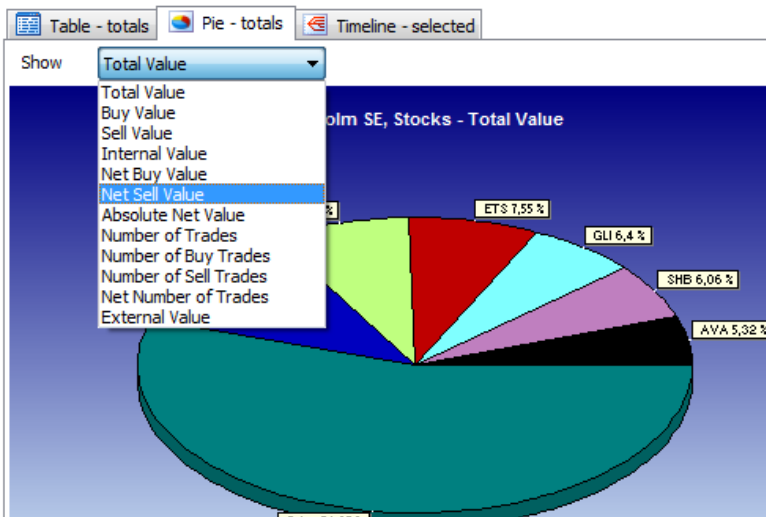 Table - totals
Pie - totals
Timeline - selected
Show
Total Value
Total Value
Buy Value
Sell Value
Internal Value
Net Buy Value
Net Sell Value
Absolute Net Value
Number of Trades
Number of Buy Trades
Number of Sell Trades
Net Number of Trades
External Value
olm SE, Stocks - Total Value
%
ETS 7,55 %
GLI 6,4 %
SHB 6,06 %
AVA 5,32 %